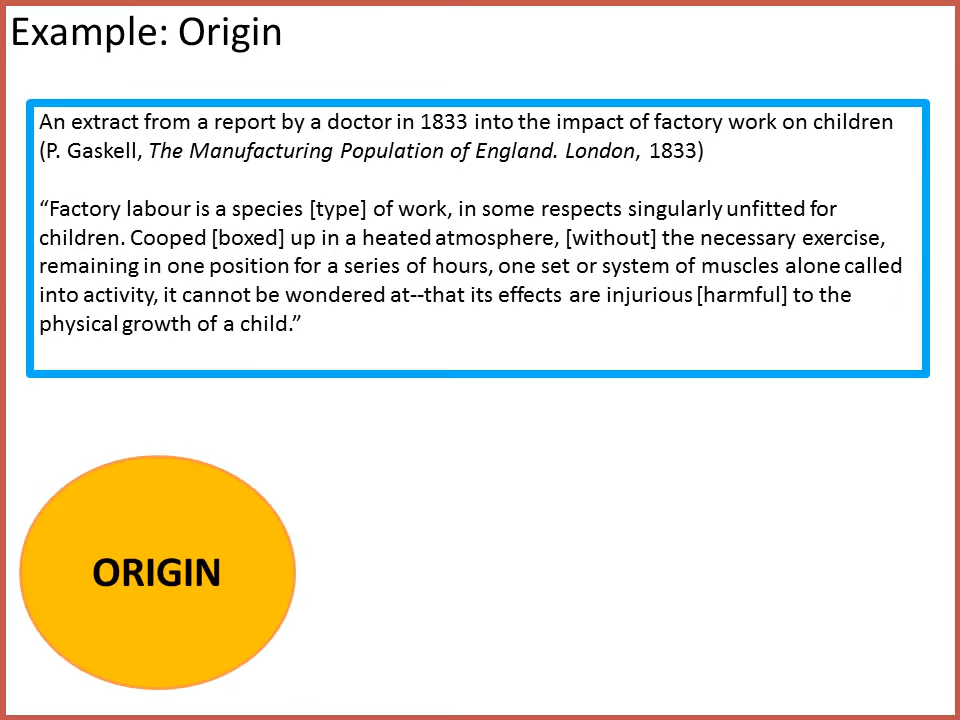 Example: Origin
An extract from a report by a doctor in 1833 into the impact of factory work on children
(P. Gaskell, The Manufacturing Population of England. London, 1833)
“Factory labour is a species [type] of work, in some respects singularly unfitted for
children. Cooped [boxed] up in a heated atmosphere, [without] the necessary exercise,
remaining in one position for a series of hours, one set or system of muscles alone called
into activity, it cannot be wondered at--that its effects are injurious [harmful] to the
physical growth of a child.”
ORIGIN